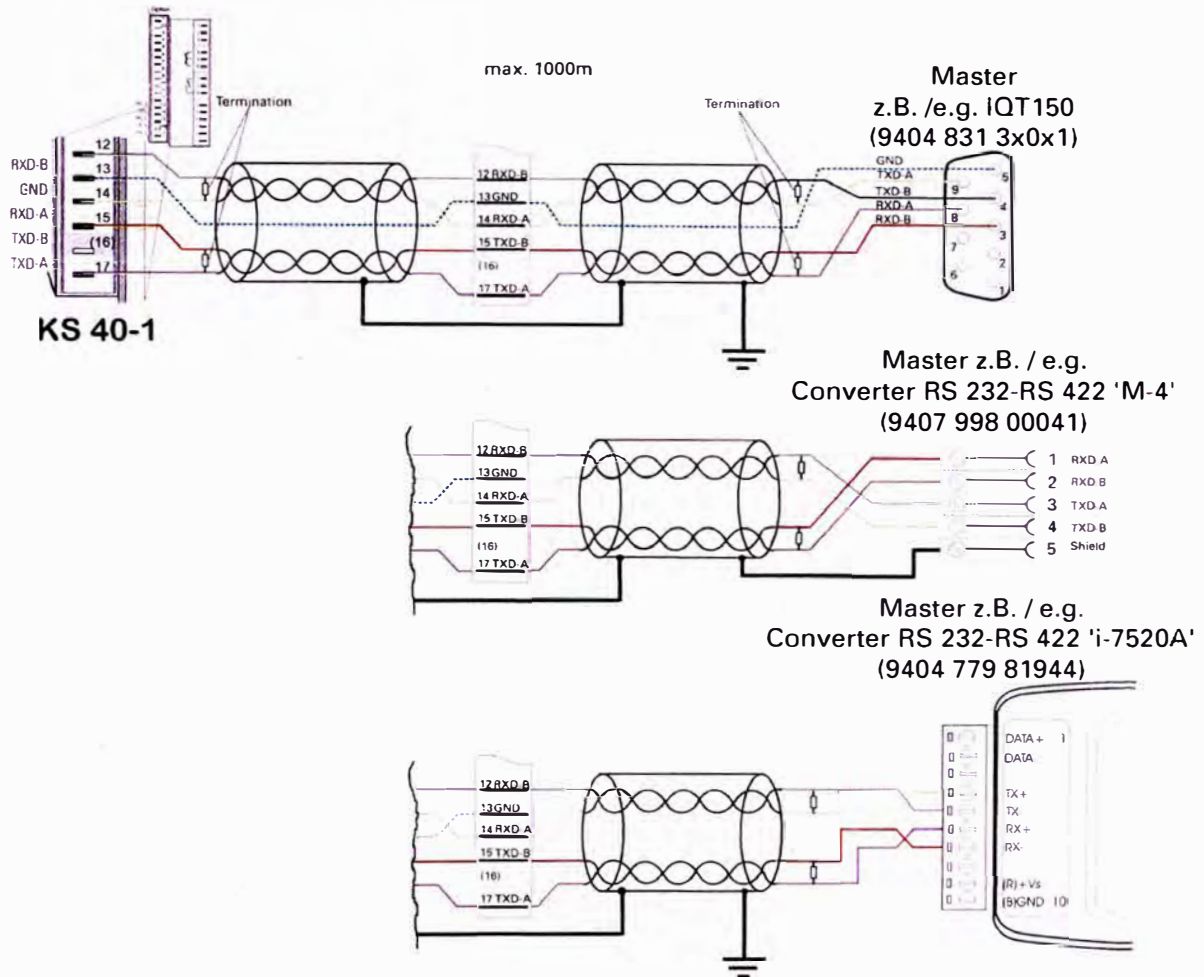 max. 1000m
Termination
Termination
Master
z.B. /e.g. IQT150
(9404 831 3x0x1)
12
13
14
15
(16)
17
RXD-B
GND
RXD-A
TXD-B
TXD-A
12 RXD-B
13 GND
14 RXD-A
15 TXD-B
(16)
17 TXD-A
GND
TXD-A
TXD-B
RXD-A
RXD-B
9
8
7
6
5
4
3
2
1
KS 40-1
Master z.B. / e.g.
Converter RS 232-RS 422 'M-4'
(9407 998 00041)
12 RXD-B
13 GND
14 RXD-A
15 TXD-B
(16)
17 TXD-A
1 RXD-A
2 RXD B
3 TXD-A
4 TXD-B
5 Shield
Master z.B. / e.g.
Converter RS 232-RS 422 'i-7520A'
(9404 779 81944)
12 RXD-B
13 GND
14 RXD-A
15 TXD-B
(16)
17 TXD-A
DATA + 1
DATA
TX+
TX
RX+
RX-
(R)+Vs
(B)GND 10